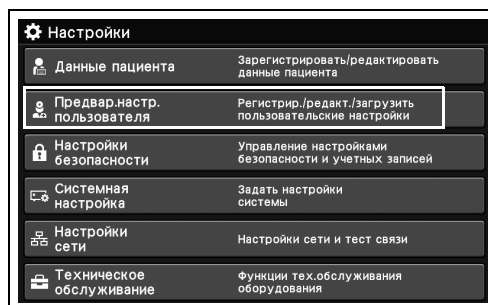 Настройки
Данные пациента
Зарегистрировать/редактировать
данные пациента
Предвар.настр.
пользователя
Регистрир./редакт./загрузить
пользовательские настройки
Настройки
безопасности
Управление настройками
безопасности и учетных записей
Системная
настройка
Задать настройки
системы
Настройки
сети
Настройки сети и тест связи
Техническое
обслуживание
Функции тех.обслуживания
оборудования